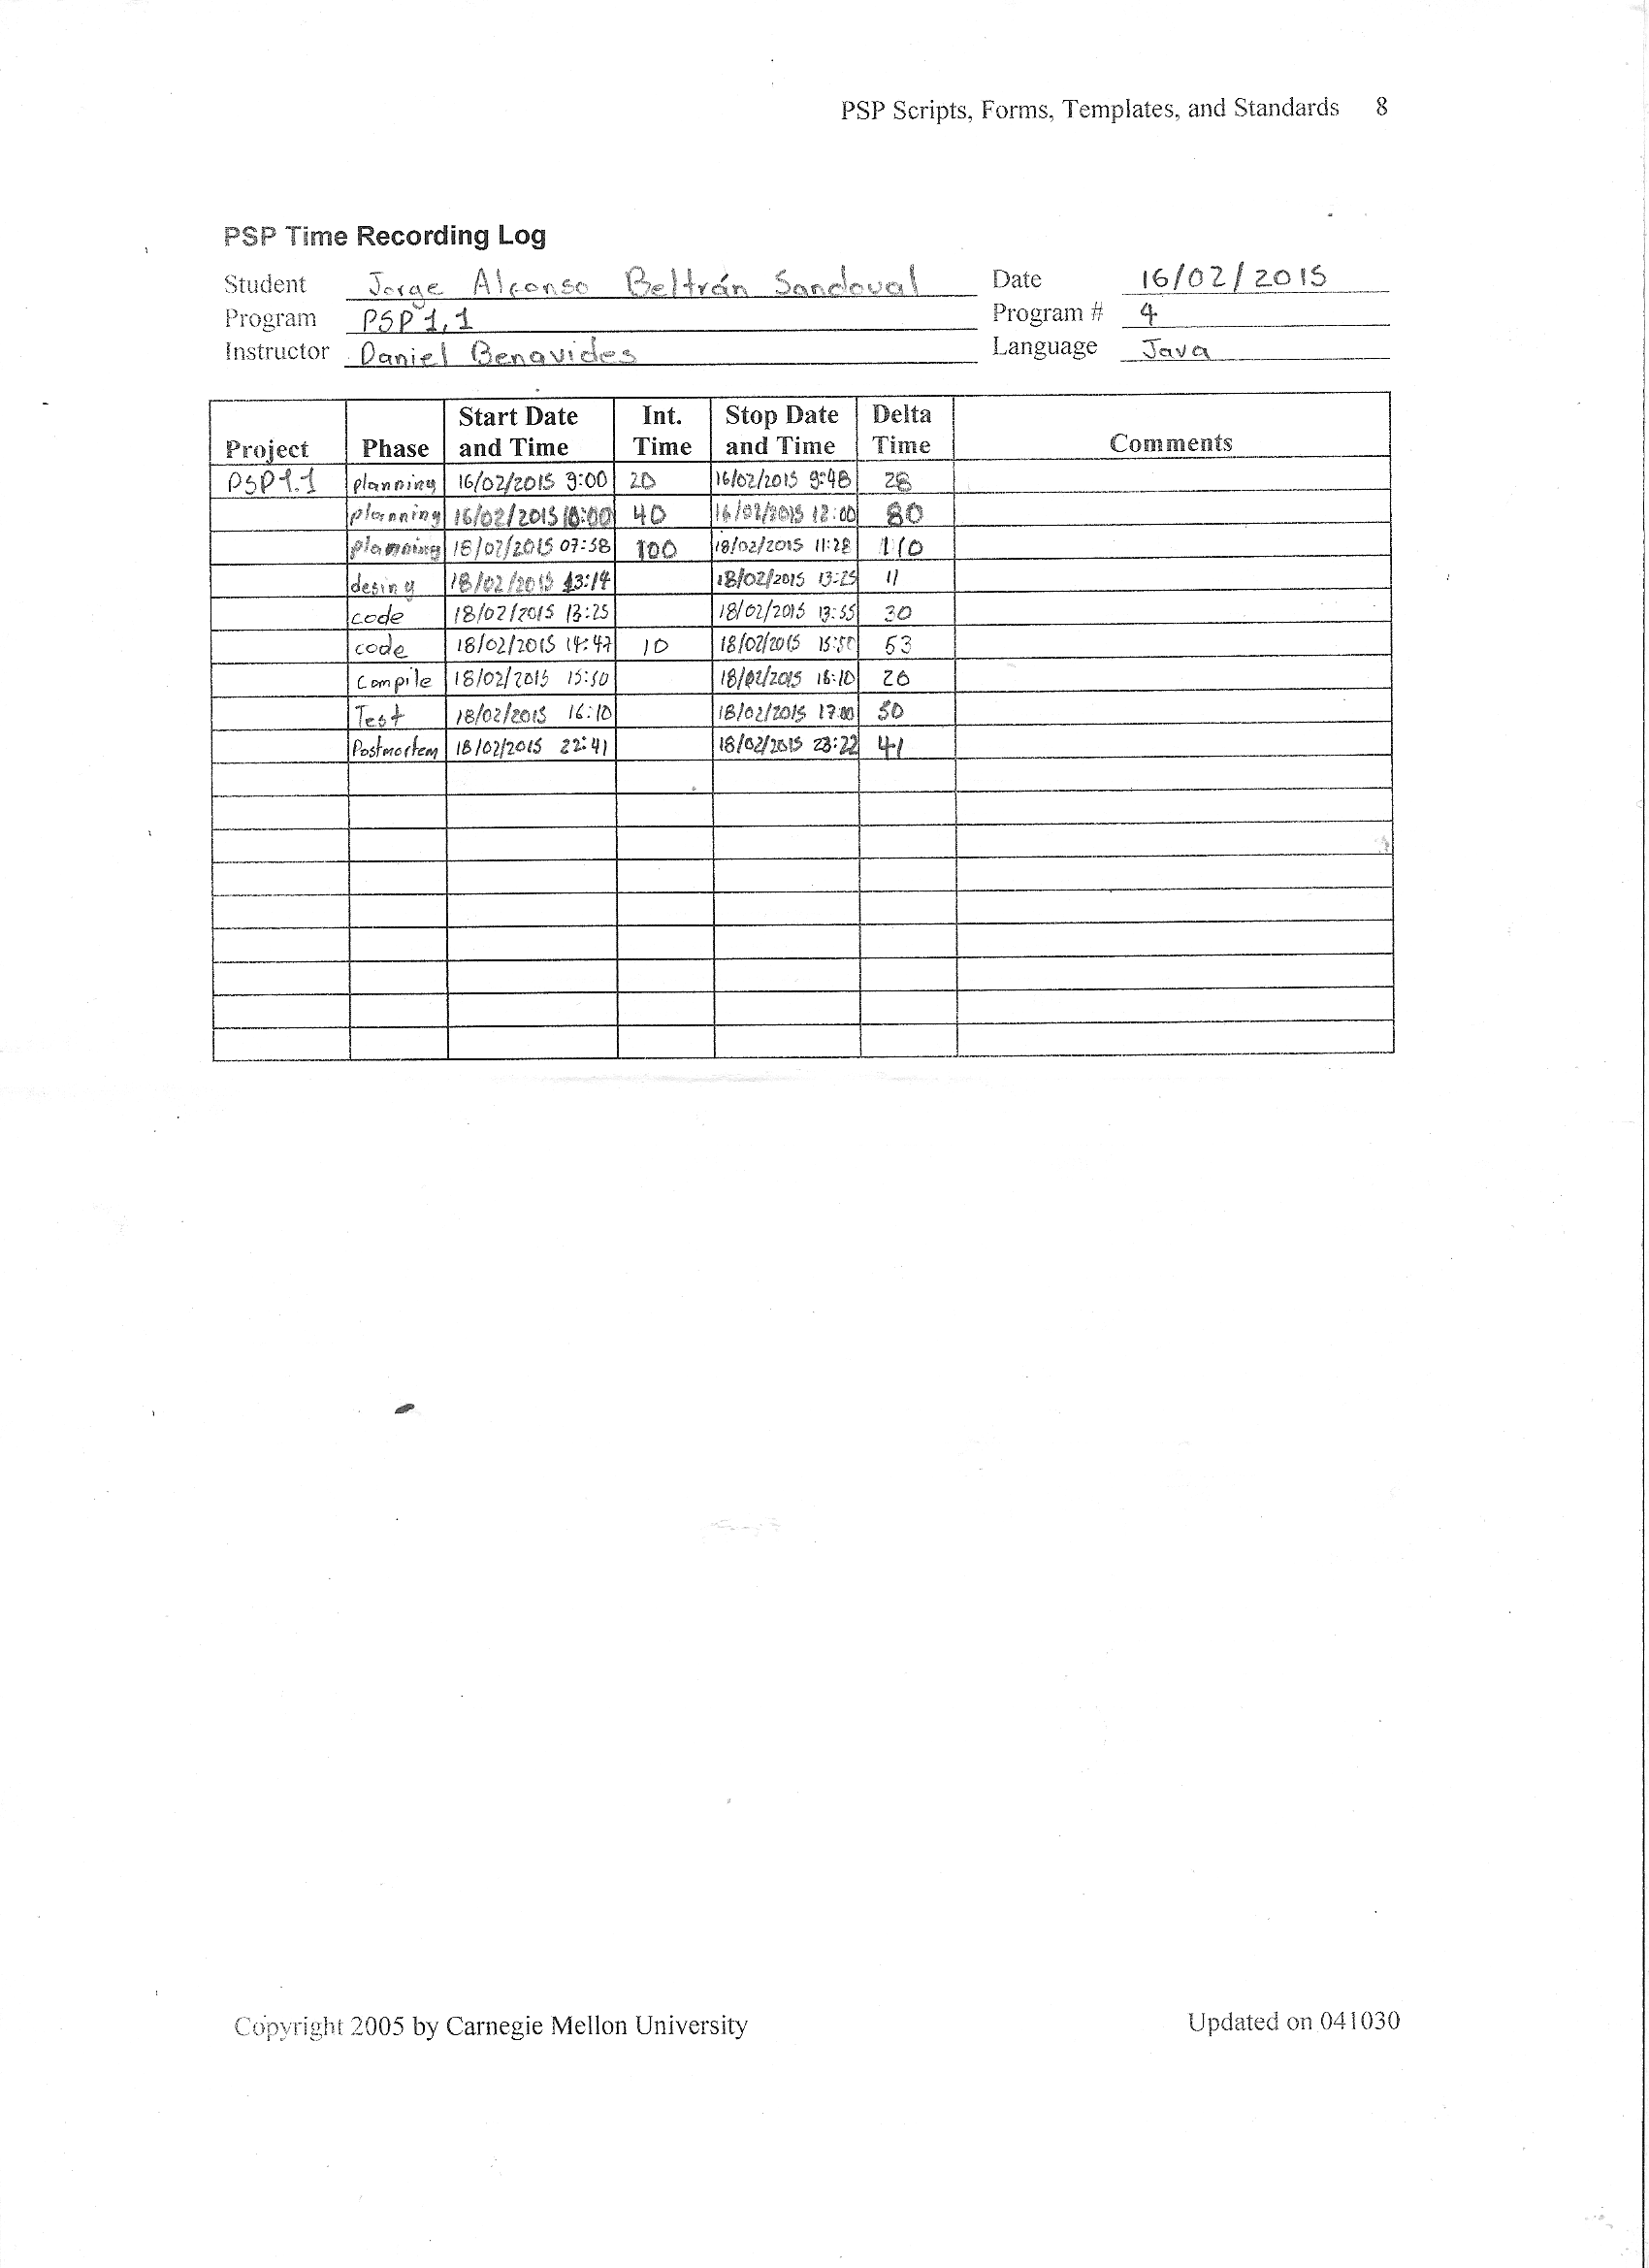 PSP Scripts, Forms, Templates, and Standards 8
PSP Time Recording Log
Student Jorge Alfonso Beltrán Sandoval Date 16/02/2015
Program PSP 1.1 Program # 4
Instructor Daniel Benavides Language Java
Project Phase Start Date and Time Int. Time Stop Date and Time Delta Time Comments
PSP1.1 planning 16/02/2015 9:00 20 16/02/2015 9:48 28
planning 16/02/2015 10:00 40 16/02/2015 12:00 80
planning 18/02/2015 07:58 100 18/02/2015 11:28 110
desing 18/02/2015 13:14 18/02/2015 13:25 11
code 18/02/2015 13:25 18/02/2015 13:55 30
code 18/02/2015 14:47 10 18/02/2015 15:50 53
Compile 18/02/2015 15:50 18/02/2015 16:10 20
Test 18/02/2015 16:10 18/02/2015 17:00 50
Postmortem 18/02/2015 22:41 18/02/2015 23:22 41
Copyright 2005 by Carnegie Mellon University Updated on 041030